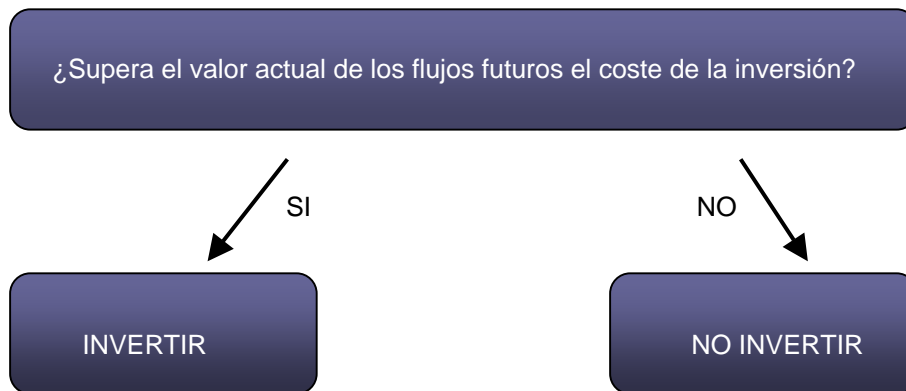 ¿Supera el valor actual de los flujos futuros el coste de la inversión?
SI
NO
INVERTIR
NO INVERTIR